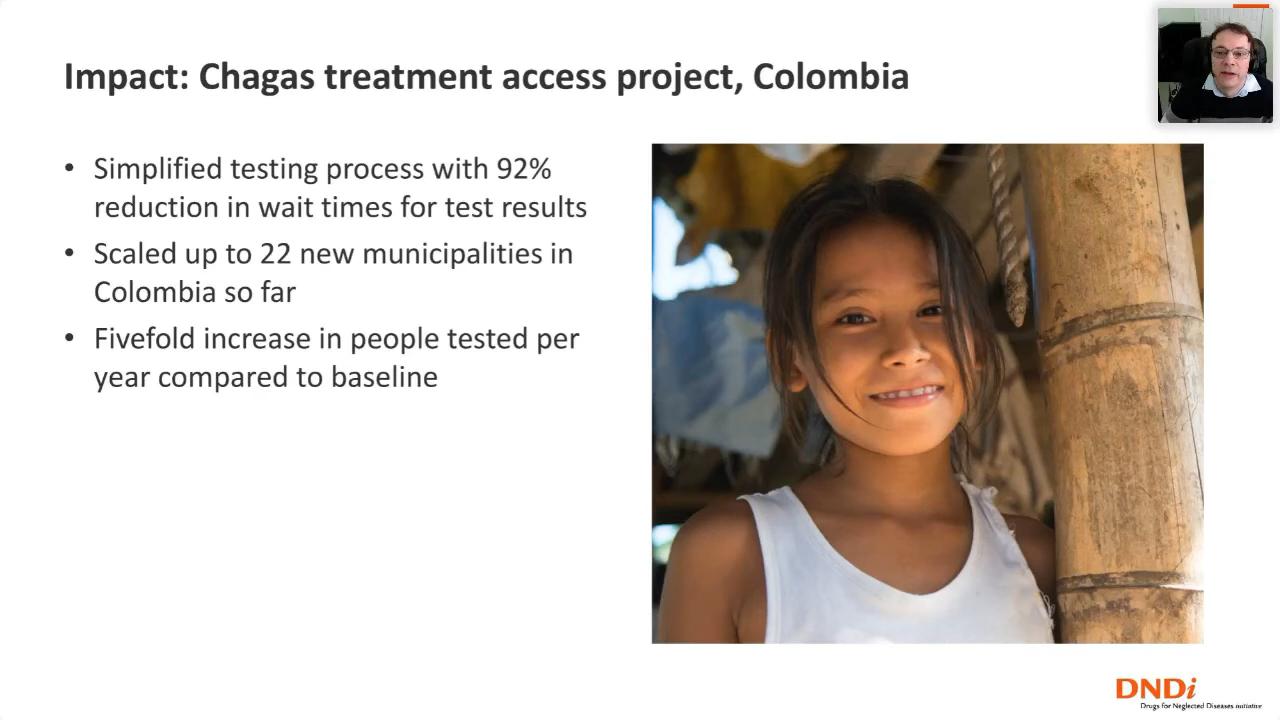 Impact: Chagas treatment access project, Colombia
• Simplified testing process with 92%
reduction in wait times for test results
• Scaled up to 22 new municipalities in
Colombia so far
• Fivefold increase in people tested per
year compared to baseline
DNDi
Drugs for Neglected Diseases initiative